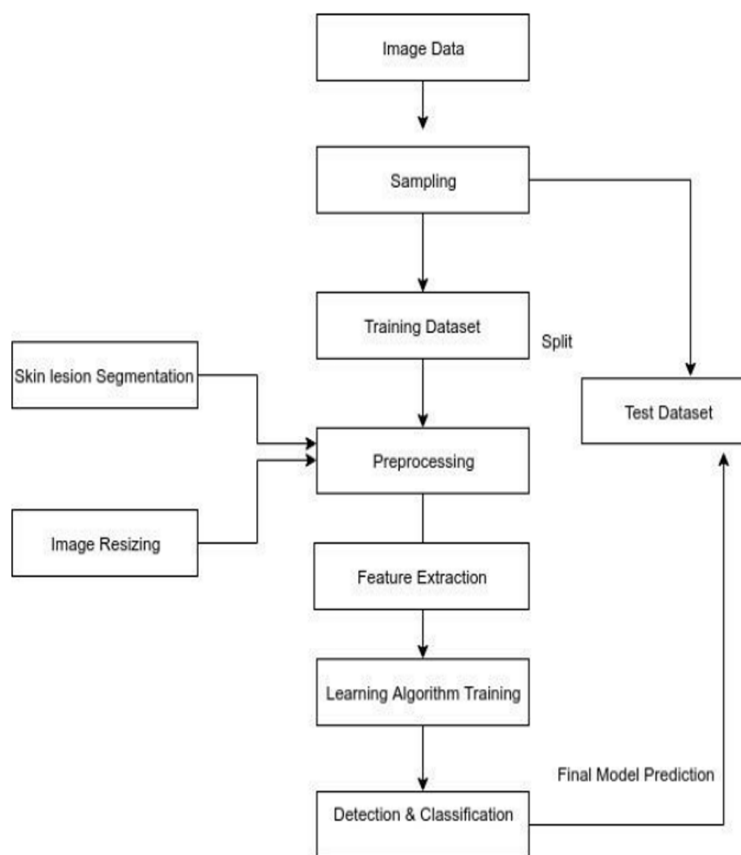 Image Data
Sampling
Training Dataset
Split
Skin lesion Segmentation
Test Dataset
Preprocessing
Image Resizing
Feature Extraction
Learning Algorithm Training
Final Model Prediction
Detection & Classification